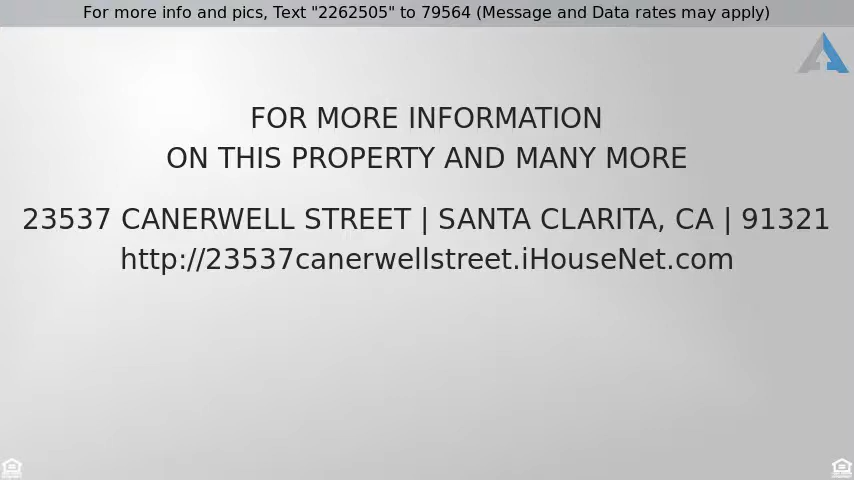 For more info and pics, Text "2262505" to 79564 (Message and Data rates may apply)
FOR MORE INFORMATION
ON THIS PROPERTY AND MANY MORE
23537 CANERWELL STREET | SANTA CLARITA, CA | 91321
http://23537canerwellstreet.iHouseNet.com